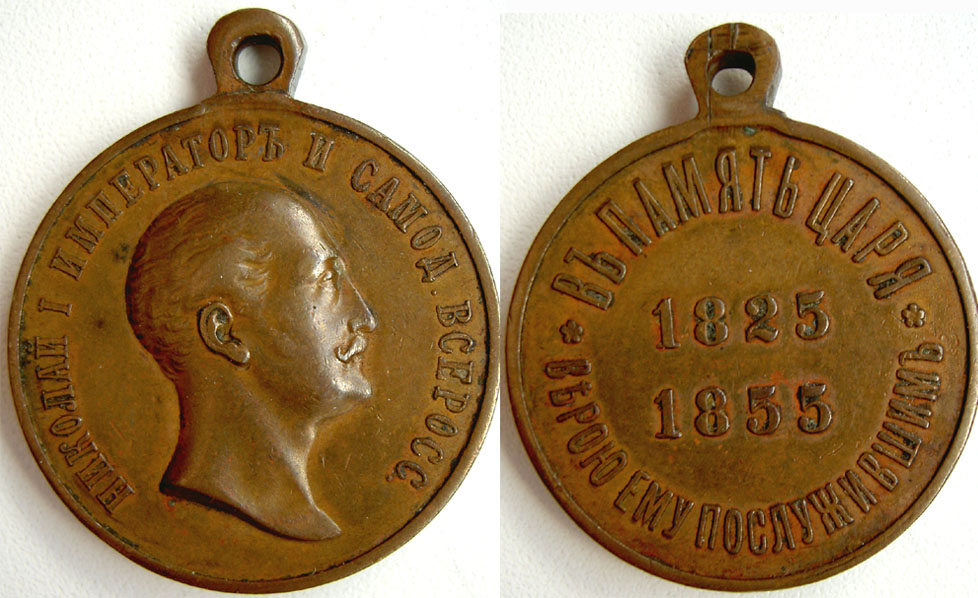 НИКОЛАЙ I ИМПЕРАТОРЪ И САМОД. ВСЕРОСС.
ВЪ ПАМЯТЬ ЦАРЯ
1825
1855
* ВѢРОЮ ЕМУ ПОСЛУЖИВШИМЪ *